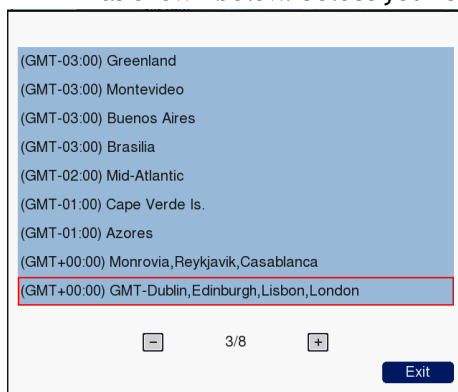 (GMT-03:00) Greenland
(GMT-03:00) Montevideo
(GMT-03:00) Buenos Aires
(GMT-03:00) Brasilia
(GMT-02:00) Mid-Atlantic
(GMT-01:00) Cape Verde Is.
(GMT-01:00) Azores
(GMT+00:00) Monrovia,Reykjavik,Casablanca
(GMT+00:00) GMT-Dublin,Edinburgh,Lisbon,London
- 3/8 +
Exit